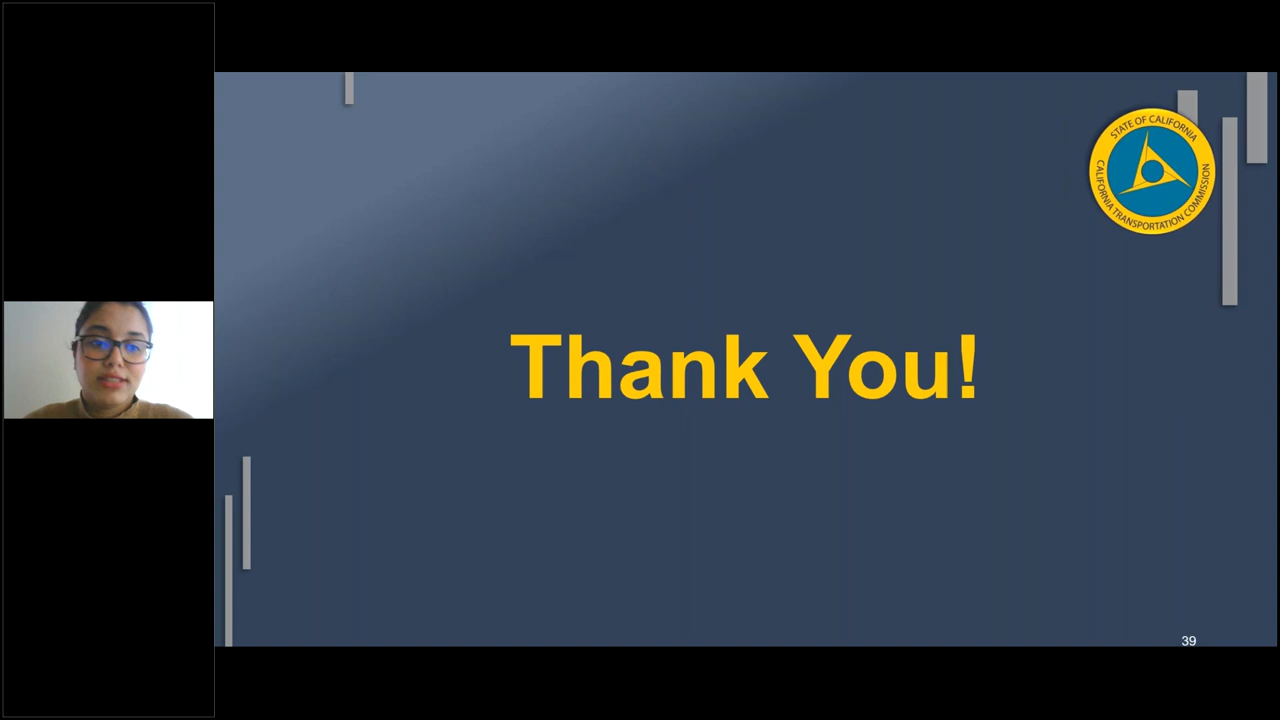 STATE OF CALIFORNIA
CALIFORNIA TRANSPORTATION COMMISSION
Thank You!
39